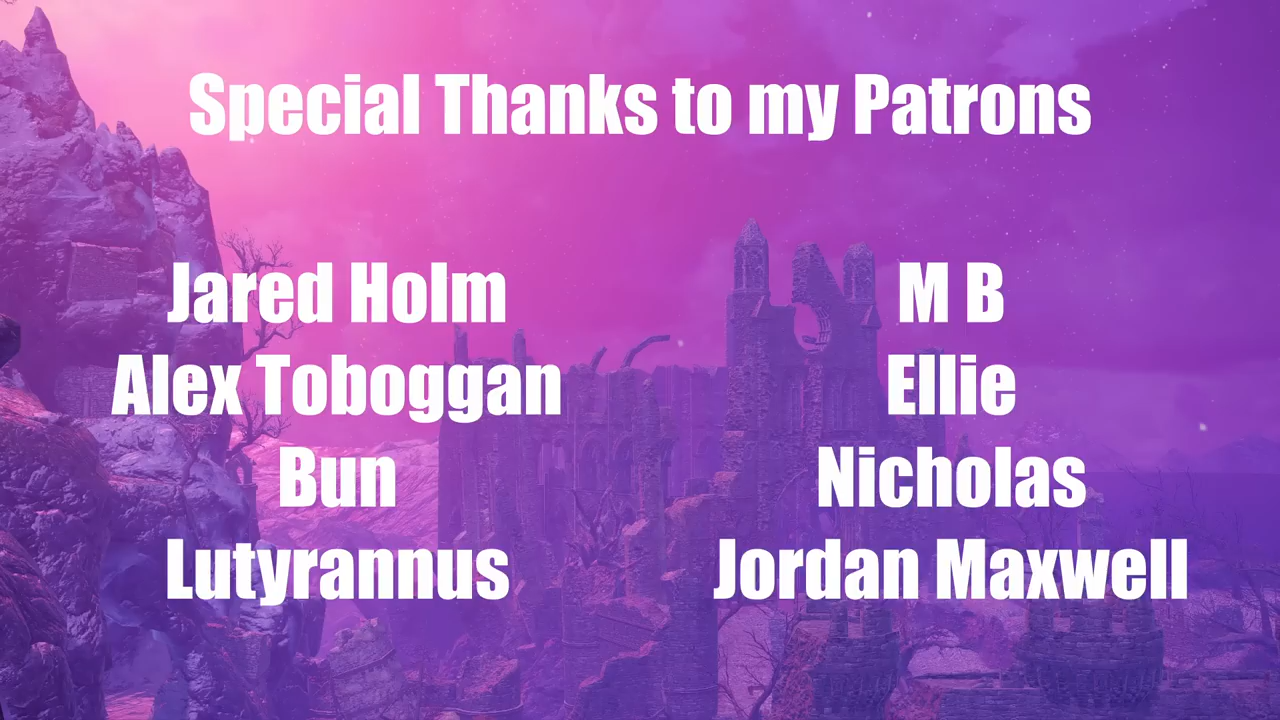 Special Thanks to my Patrons
Jared Holm
Alex Toboggan
Bun
Lutyrannus
M B
Ellie
Nicholas
Jordan Maxwell